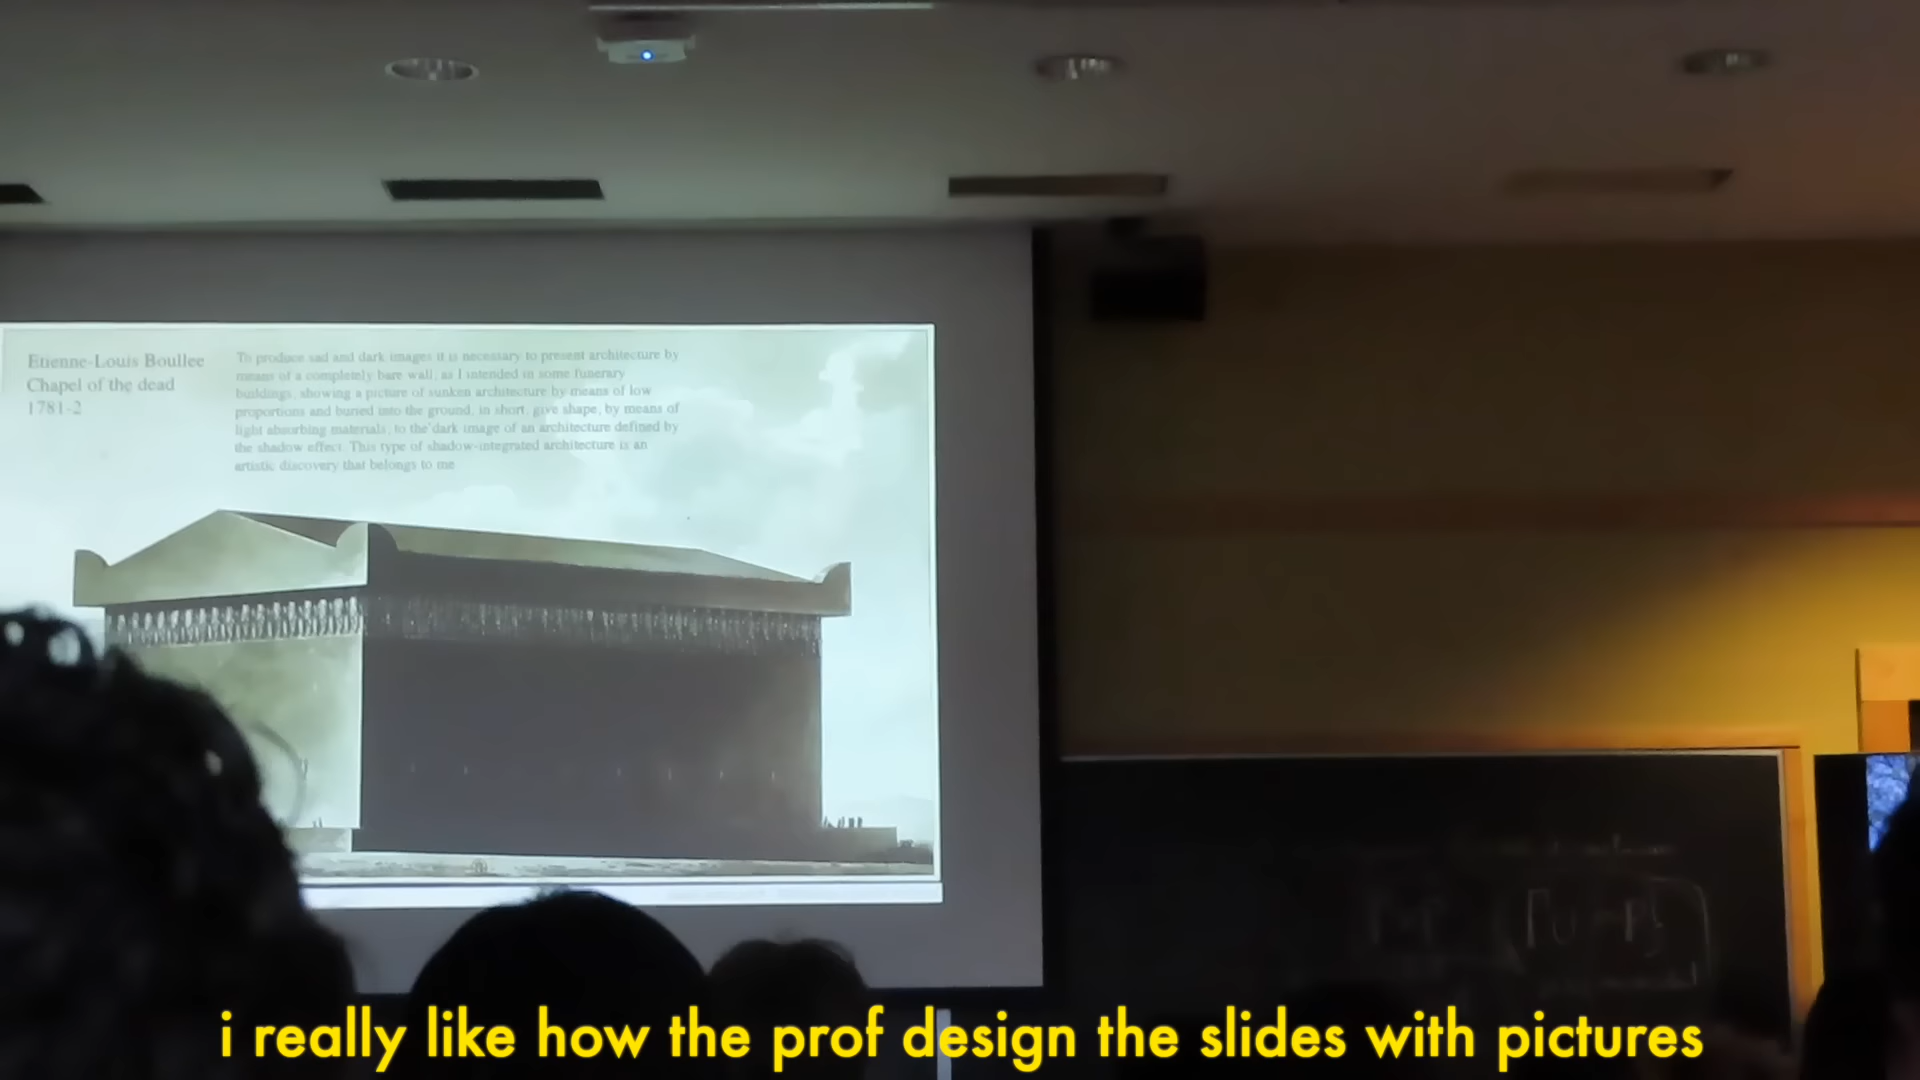 Etienne-Louis Boullee
Chapel of the dead
1781-2
To produce sad and dark images it is necessary to present architecture by
means of a completely bare wall, as I intended in some funerary
buildings, showing a picture of sunken architecture by means of low
proportions and buried into the ground, in short, give shape, by means of
light absorbing materials, to the dark image of an architecture defined by
the shadow effect. This type of shadow-integrated architecture is an
artistic discovery that belongs to me
i really like how the prof design the slides with pictures